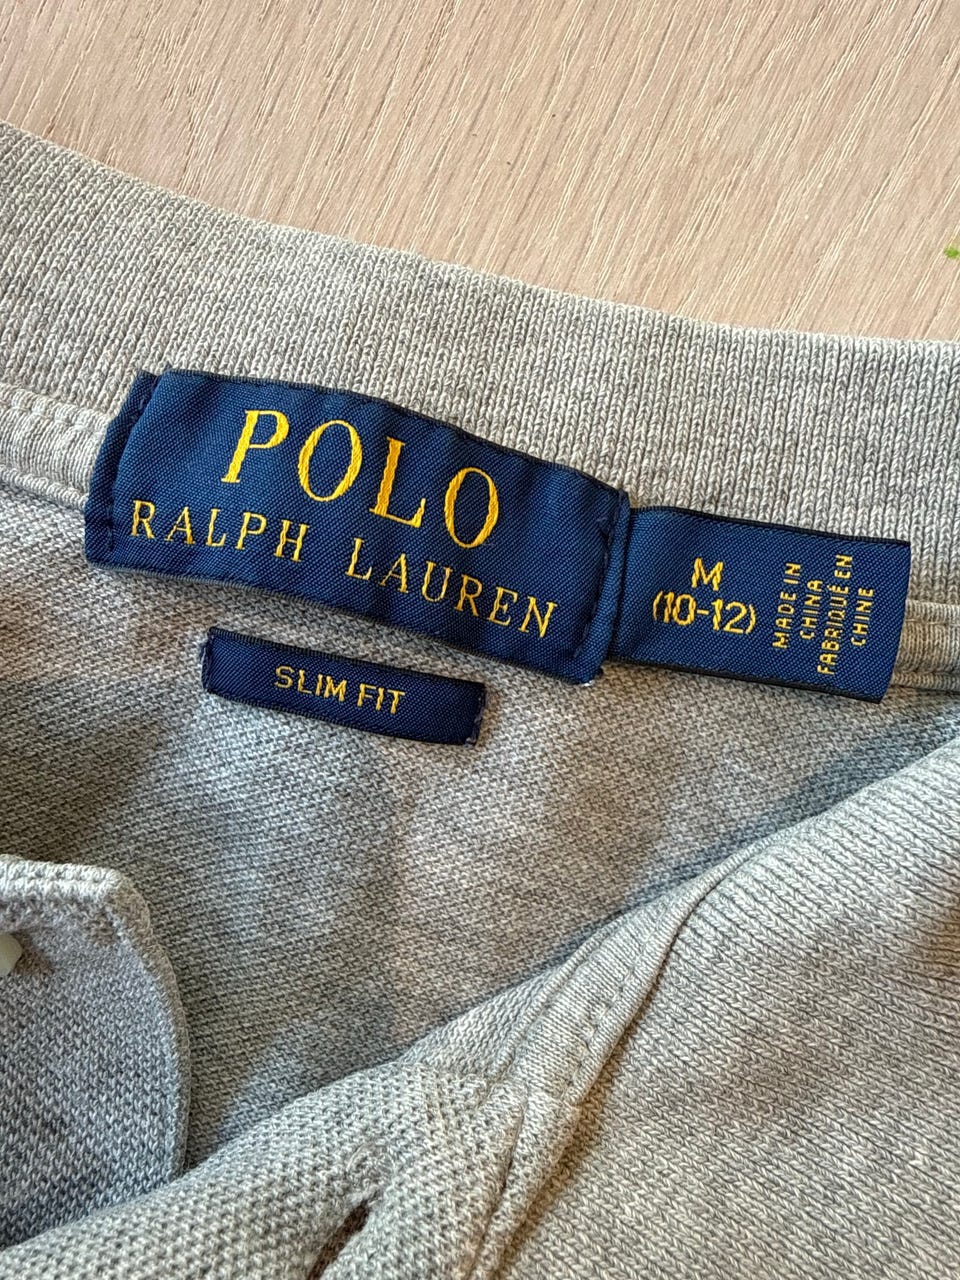 POLO
RALPH LAUREN
M
(10-12)
MADE IN
CHINA
FABRIQUÉ EN
CHINE
SLIM FIT